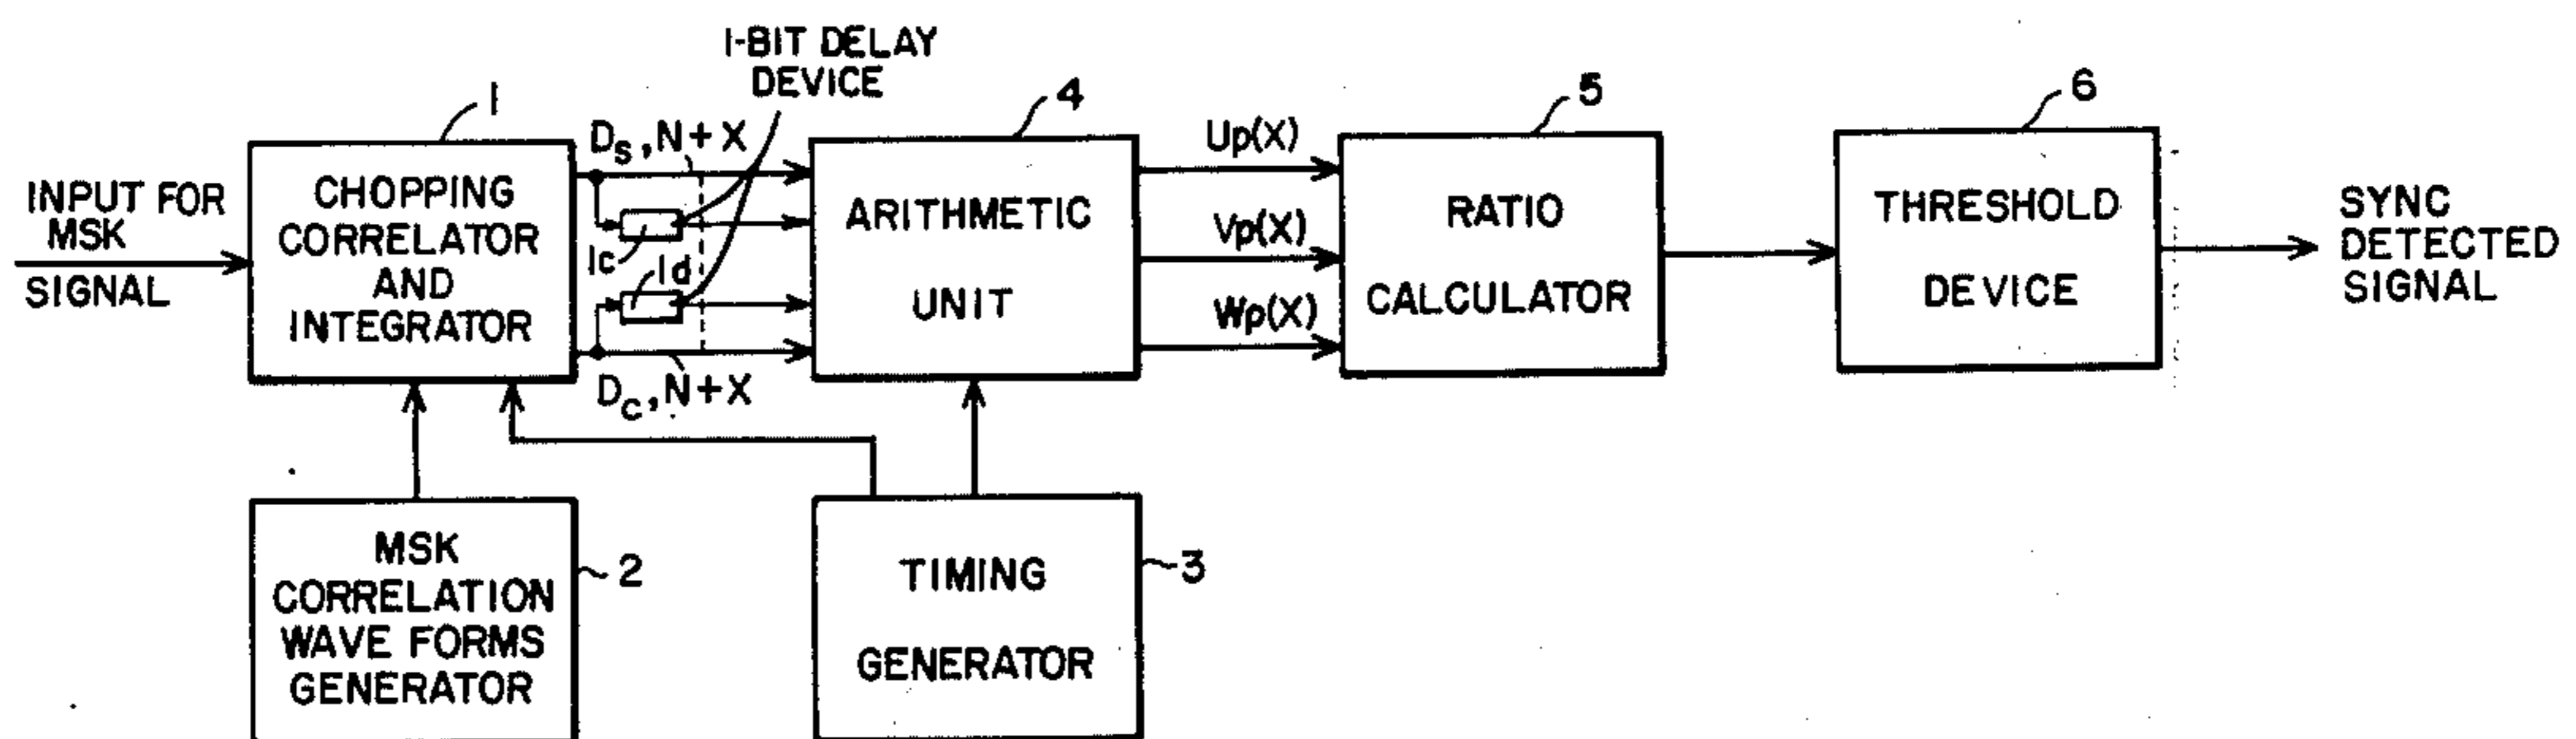 1-BIT DELAY
DEVICE
1
4
5
6
Ds,N+X
Up(X)
INPUT FOR
MSK
SIGNAL
CHOPPING
CORRELATOR
AND
INTEGRATOR
1c
1d
ARITHMETIC
UNIT
Vp(X)
RATIO
CALCULATOR
THRESHOLD
DEVICE
SYNC
DETECTED
SIGNAL
Wp(X)
Dc,N+X
MSK
CORRELATION
WAVE FORMS
GENERATOR
2
TIMING
GENERATOR
3